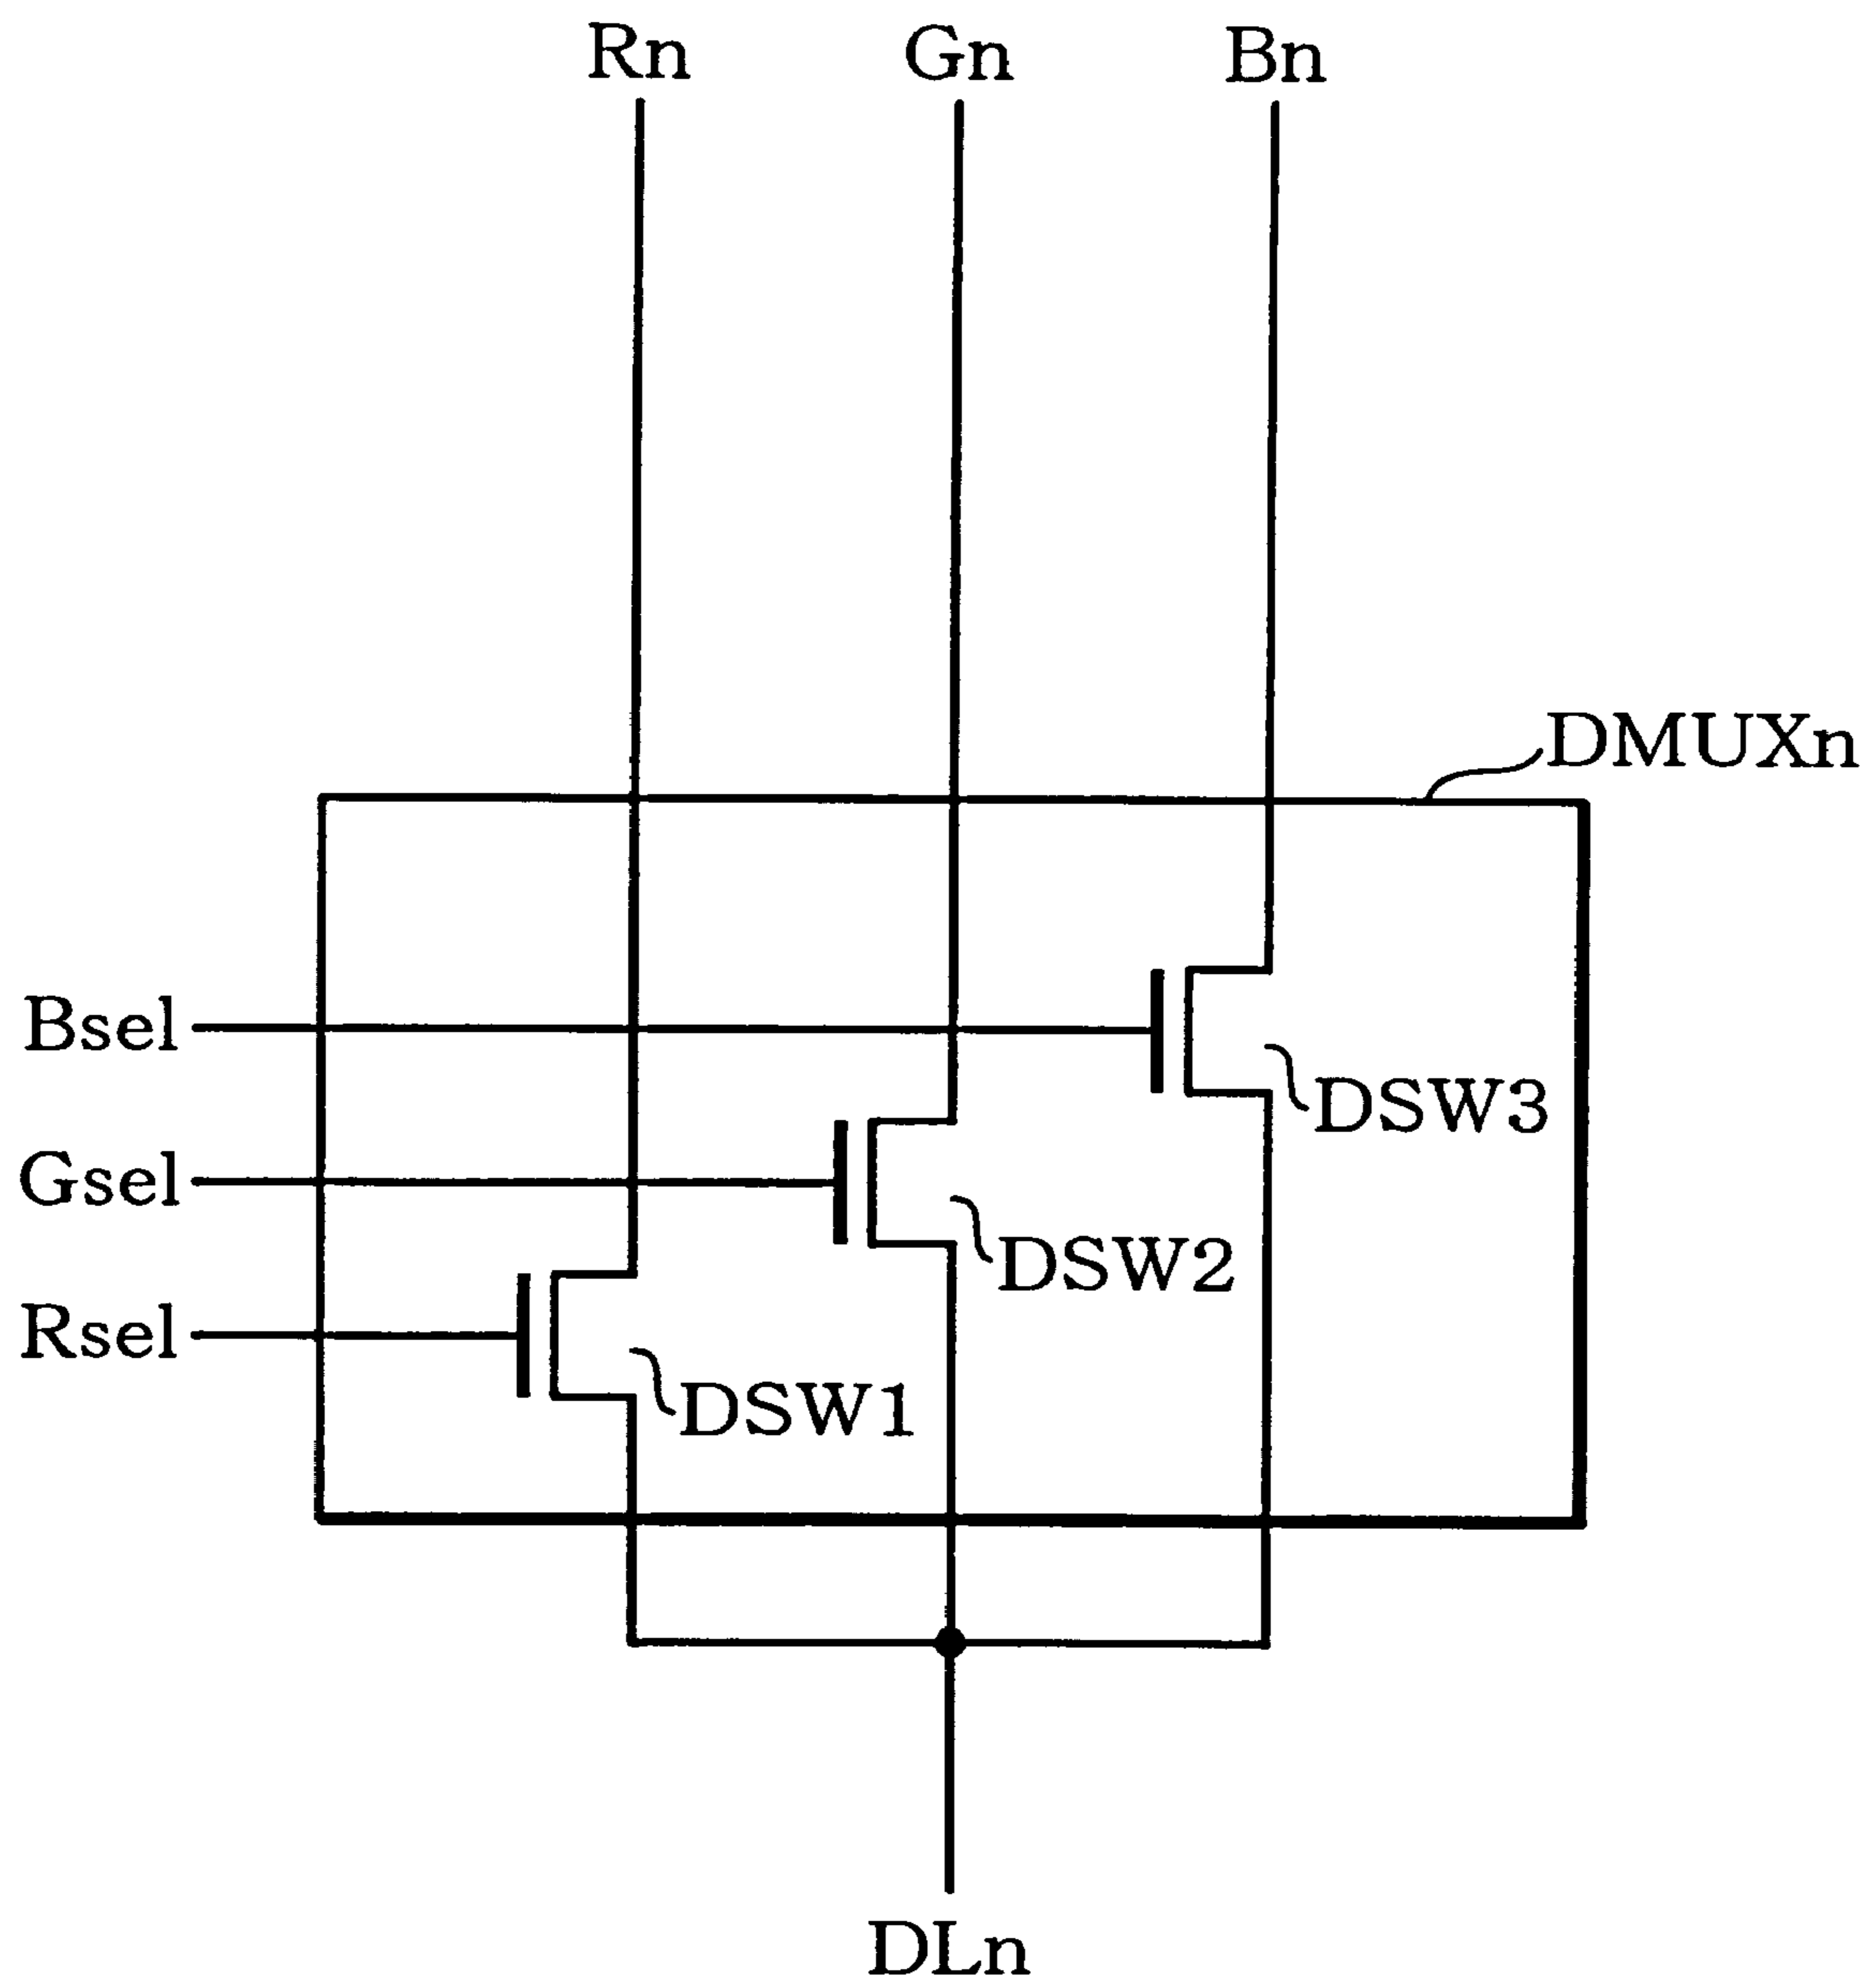 Rn Gn Bn
DMUXn
Bsel
DSW3
Gsel
DSW2
Rsel
DSW1
DLn